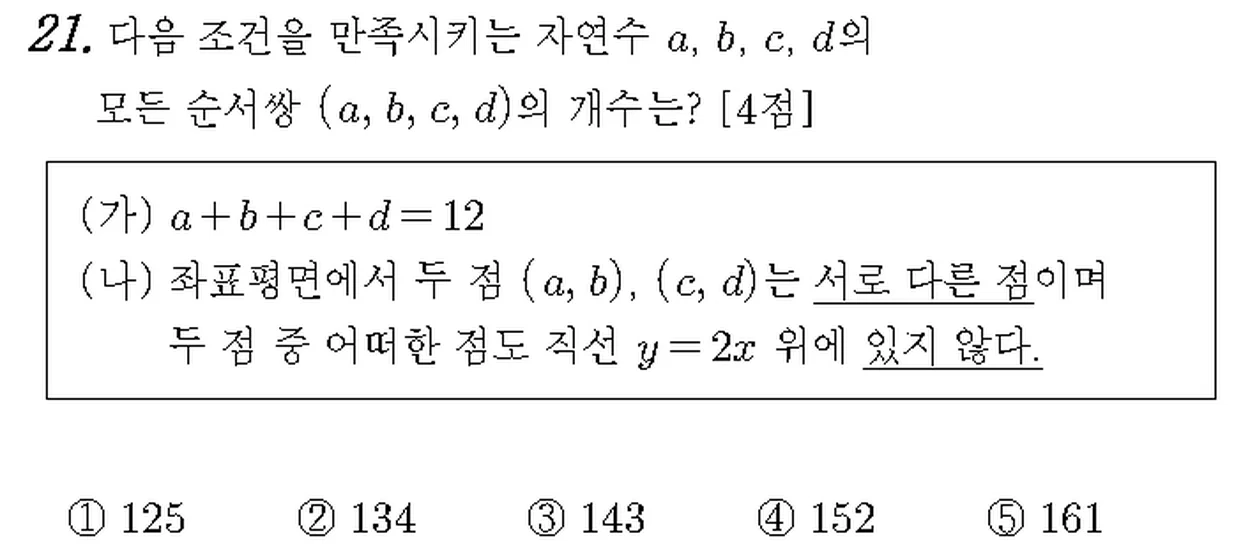 21. 다음 조건을 만족시키는 자연수 a, b, c, d의
모든 순서쌍 (a, b, c, d)의 개수는? [4점]
(가) a+b+c+d=12
(나) 좌표평면에서 두 점 (a, b), (c, d)는 서로 다른 점이며
두 점 중 어떠한 점도 직선 y=2x 위에 있지 않다.
① 125 ② 134 ③ 143 ④ 152 ⑤ 161